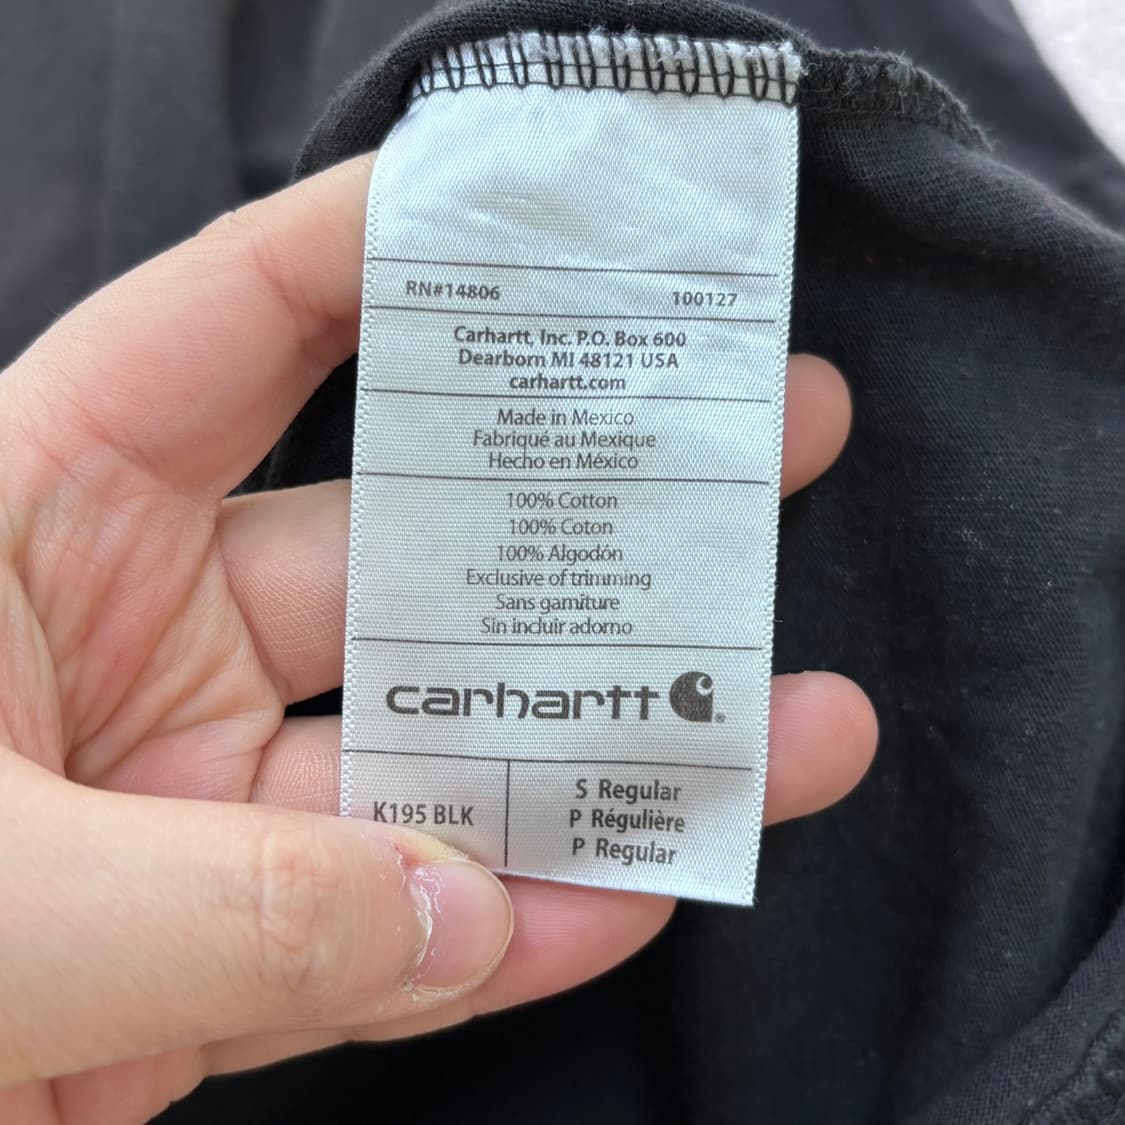 RN#14806 100127
Carhartt, Inc. P.O. Box 600
Dearborn MI 48121 USA
carhartt.com
Made in Mexico
Fabriqué au Mexique
Hecho en México
100% Cotton
100% Coton
100% Algodón
Exclusive of trimming
Sans garniture
Sin incluir adorno
carhartt ®
K195 BLK
S Regular
P Régulière
P Regular